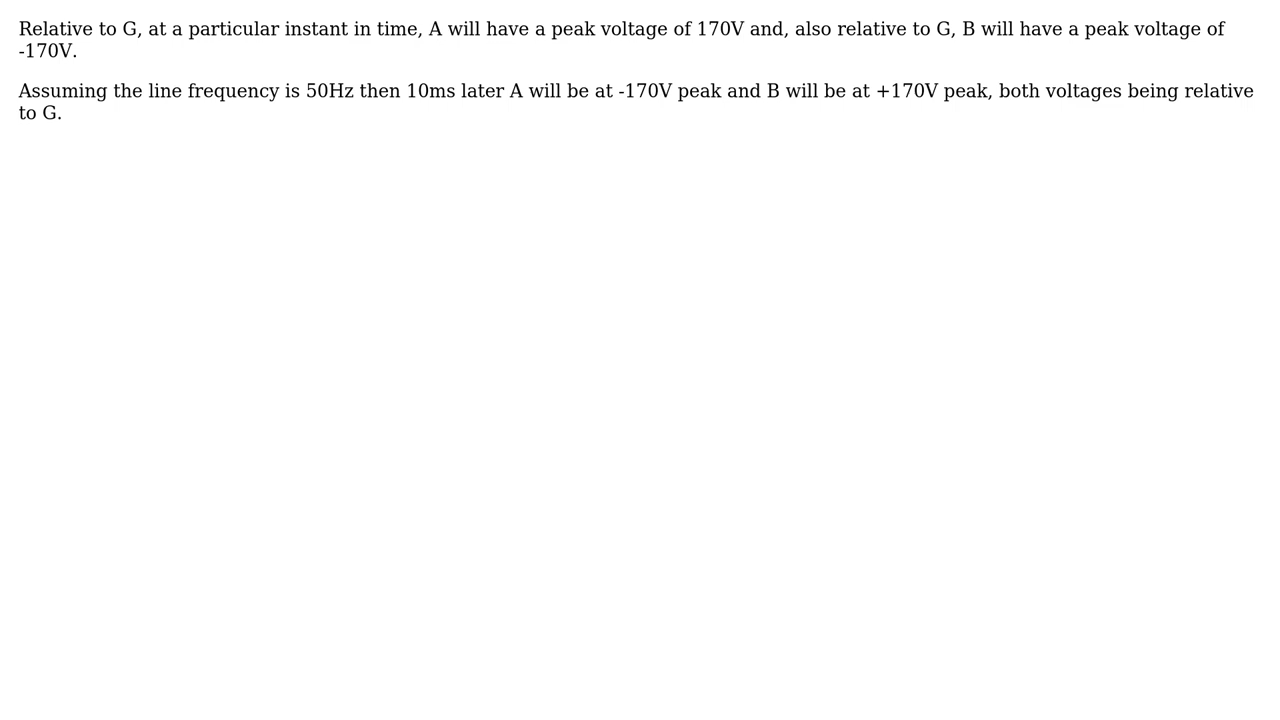 Relative to G, at a particular instant in time, A will have a peak voltage of 170V and, also relative to G, B will have a peak voltage of
-170V.
Assuming the line frequency is 50Hz then 10ms later A will be at -170V peak and B will be at +170V peak, both voltages being relative
to G.